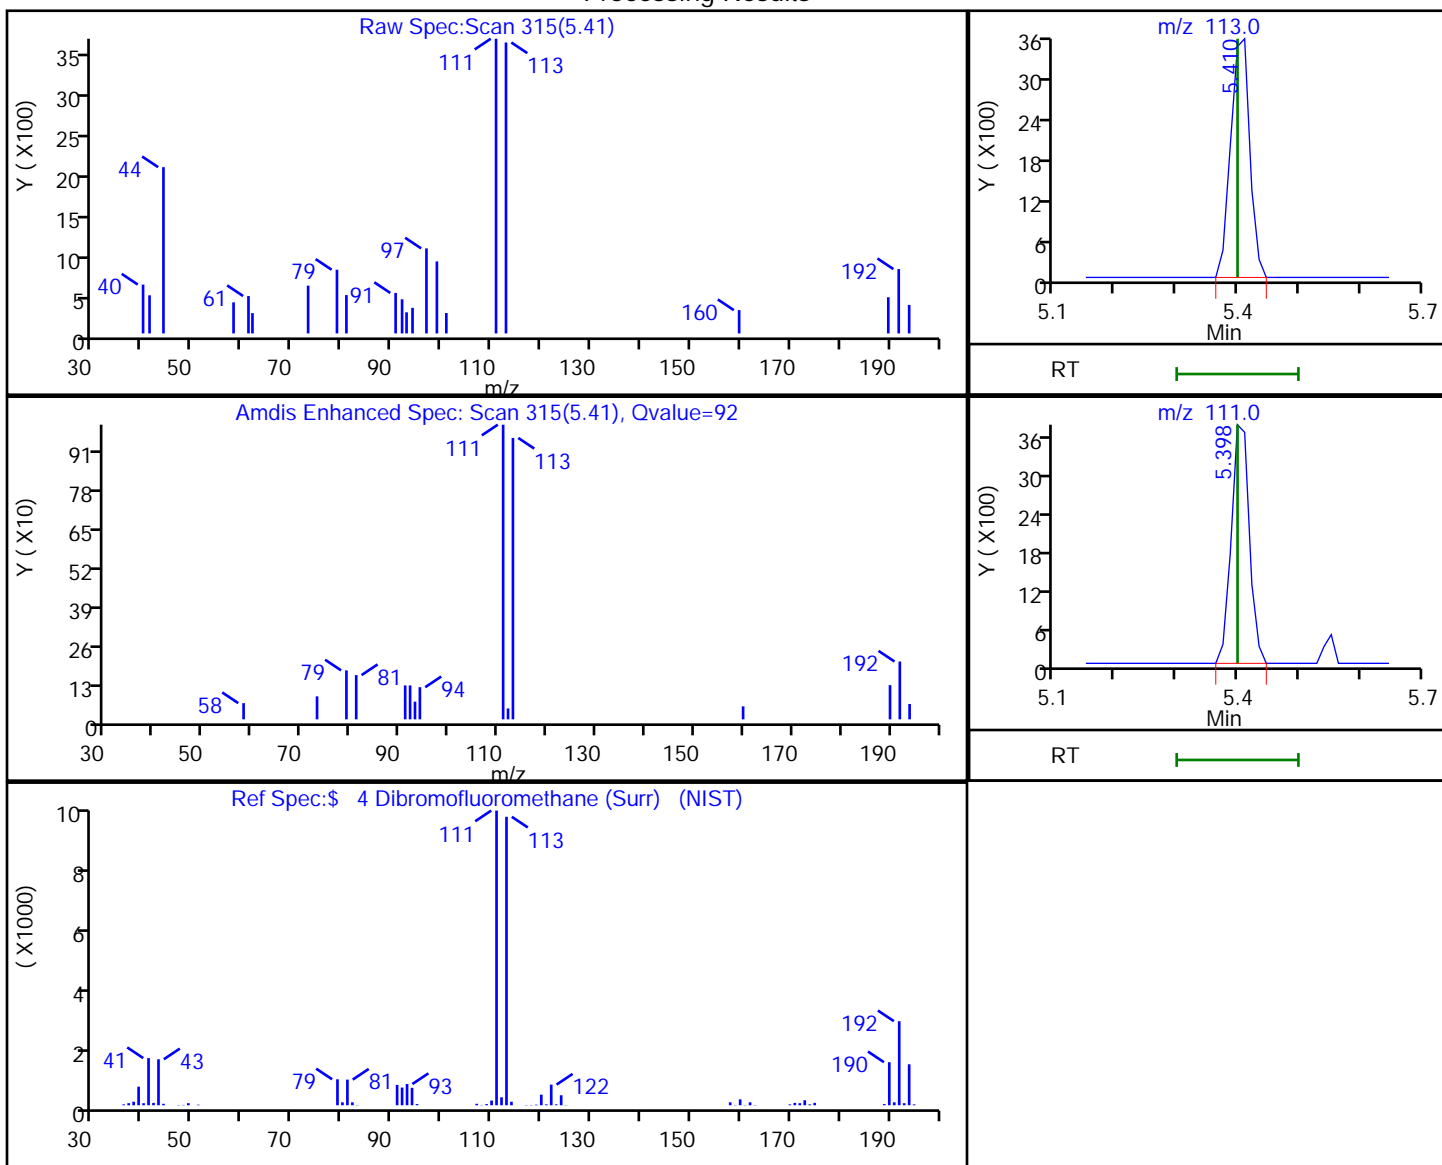 Processing Results
Raw Spec:Scan 315(5.41)
Y ( X100)
35
30
25
20
15
10
5
0
111
113
44
40
61
79
91
97
160
192
30 50 70 90 110 130 150 170 190
m/z
m/z 113.0
Y ( X100)
36
30
24
18
12
6
0
5.410
5.1 5.4 5.7
Min
RT
Amdis Enhanced Spec: Scan 315(5.41), Qvalue=92
Y ( X10)
91
78
65
52
39
26
13
0
111
113
58
79
81
94
192
30 50 70 90 110 130 150 170 190
m/z
m/z 111.0
Y ( X100)
36
30
24
18
12
6
0
5.398
5.1 5.4 5.7
Min
RT
Ref Spec:$ 4 Dibromofluoromethane (Surr) (NIST)
( X1000)
10
8
6
4
2
0
111
113
41
43
79
81
93
122
192
190
30 50 70 90 110 130 150 170 190